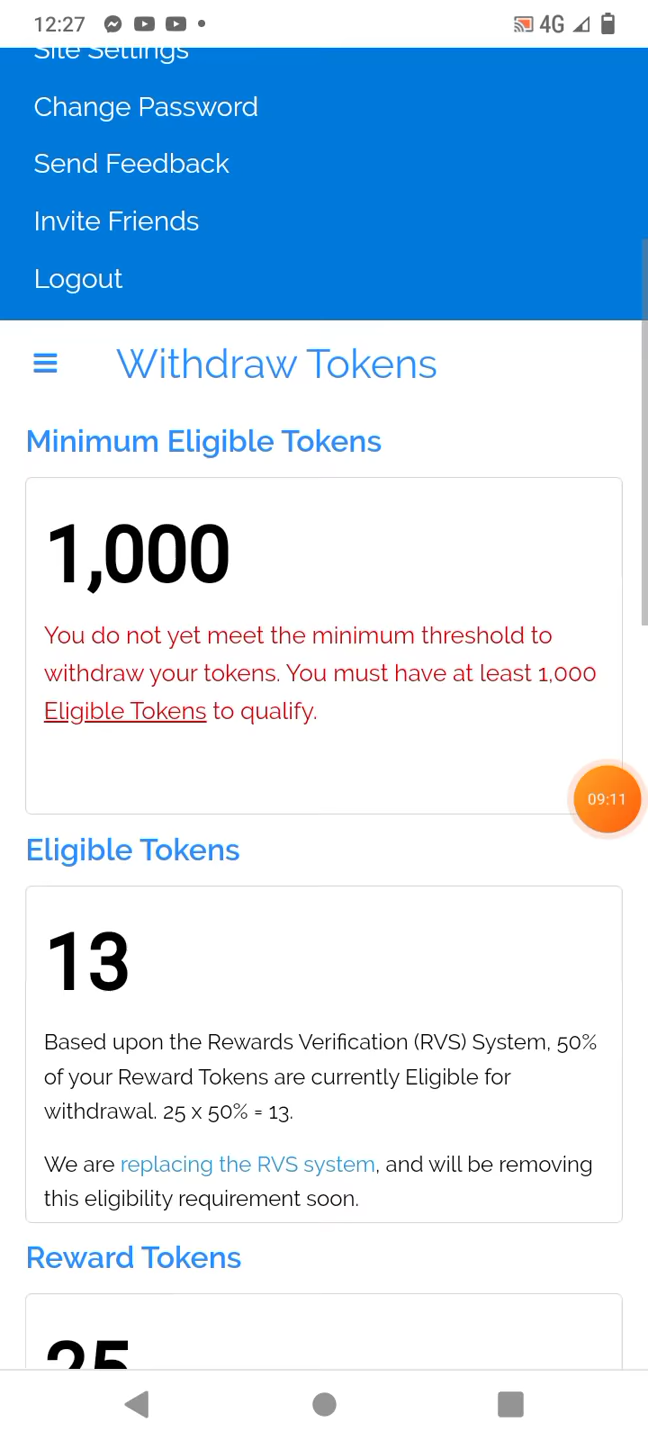 12:27
4G
Site Settings
Change Password
Send Feedback
Invite Friends
Logout
Withdraw Tokens
Minimum Eligible Tokens
1,000
You do not yet meet the minimum threshold to
withdraw your tokens. You must have at least 1,000
Eligible Tokens to qualify.
09:11
Eligible Tokens
13
Based upon the Rewards Verification (RVS) System, 50%
of your Reward Tokens are currently Eligible for
withdrawal. 25 x 50% = 13.
We are replacing the RVS system, and will be removing
this eligibility requirement soon.
Reward Tokens
25